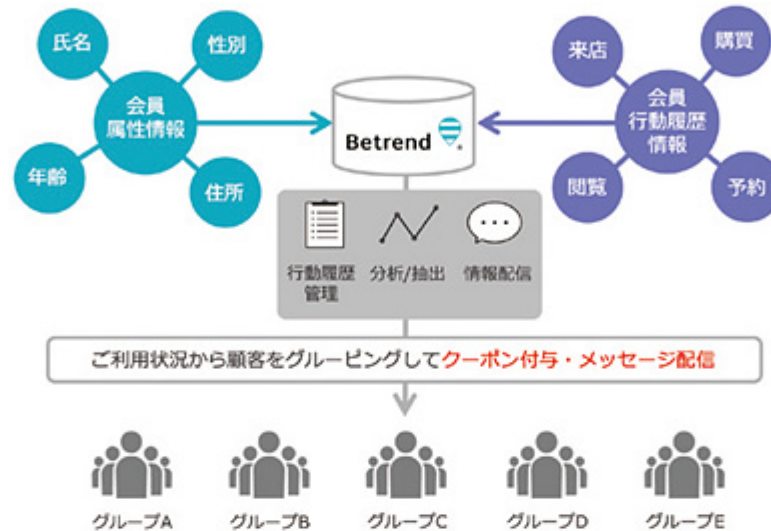 氏名
性別
会員
属性情報
年齢
住所
Betrend
来店
購買
会員
行動履歴
情報
閲覧
予約
行動履歴
管理
分析/抽出
情報配信
ご利用状況から顧客をグルーピングしてクーポン付与・メッセージ配信
グループA
グループB
グループC
グループD
グループE